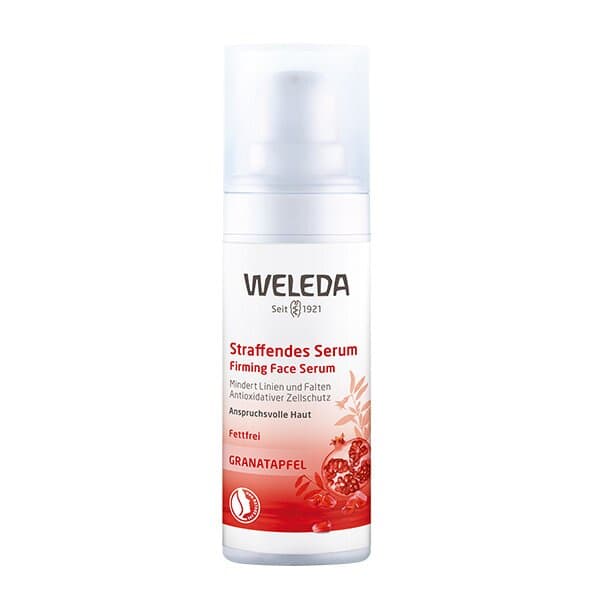 WELEDA
Seit 1921
Straffendes Serum
Firming Face Serum
Mindert Linien und Falten
Antioxidativer Zellschutz
Anspruchsvolle Haut
Fettfrei
GRANATAPFEL